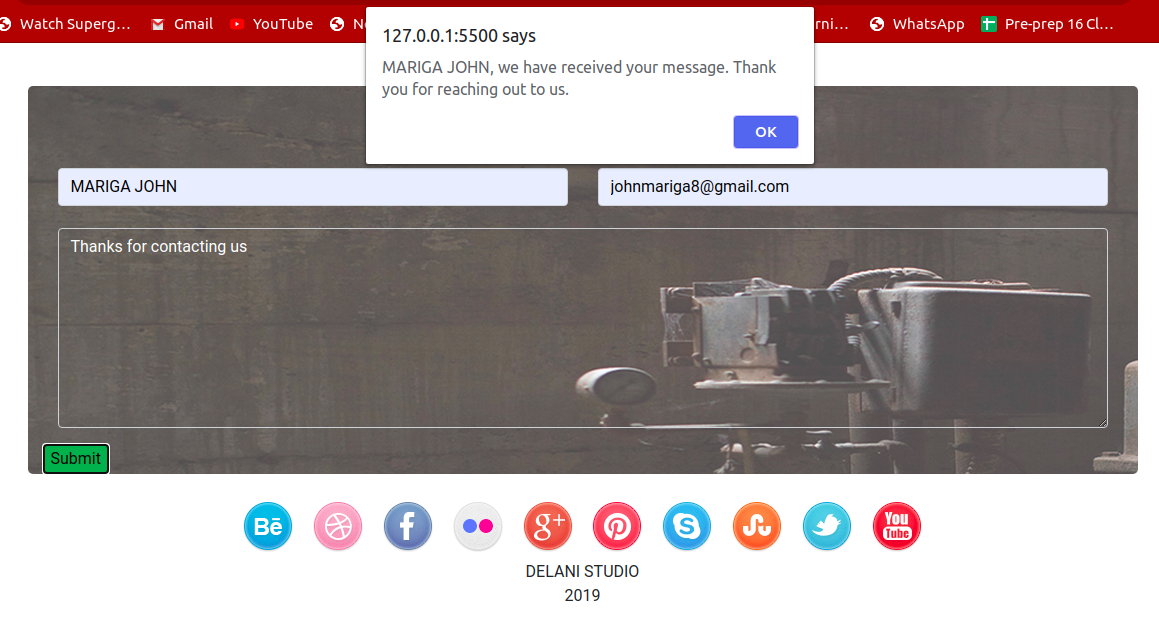 Watch Superg... Gmail YouTube rni... WhatsApp Pre-prep 16 Cl...
127.0.0.1:5500 says
MARIGA JOHN, we have received your message. Thank
you for reaching out to us.
OK
MARIGA JOHN johnmariga8@gmail.com
Thanks for contacting us
Submit
Bē f g+ S You
Tube
DELANI STUDIO
2019